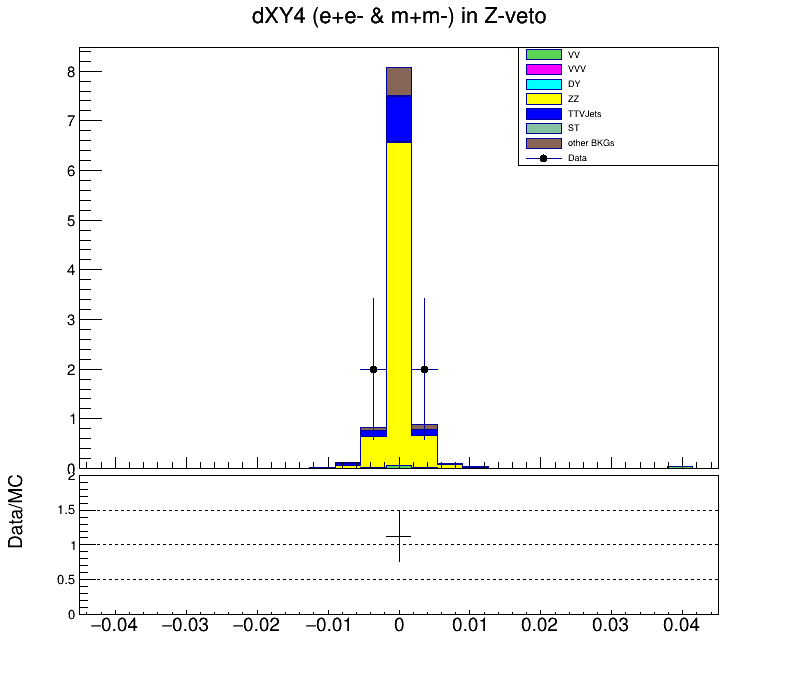 dXY4 (e+e- & m+m-) in Z-veto
VV
VVV
DY
ZZ
TTVJets
ST
other BKGs
Data
8
7
6
5
4
3
2
1
0
Data/MC
2
1.5
1
0.5
0
−0.04 −0.03 −0.02 −0.01 0 0.01 0.02 0.03 0.04